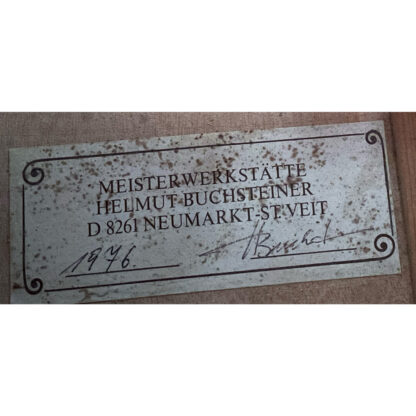 MEISTERWERKSTÄTTE
HELMUT BUCHSTEINER
D 8261 NEUMARKT-ST.VEIT
1976.